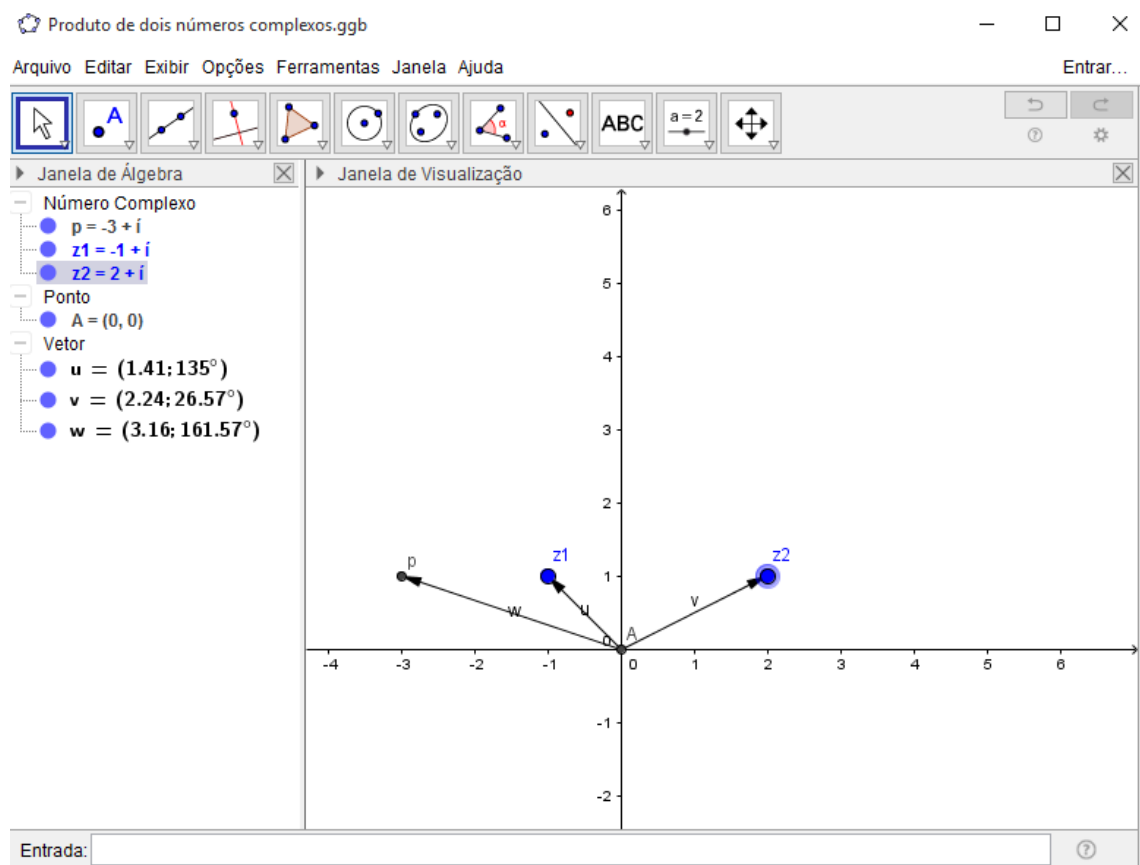 Produto de dois números complexos.ggb
Arquivo Editar Exibir Opções Ferramentas Janela Ajuda Entrar...
A α ABC a = 2
Janela de Álgebra
Janela de Visualização
Número Complexo
p = -3 + í
z1 = -1 + í
z2 = 2 + í
Ponto
A = (0, 0)
Vetor
u = (1.41; 135°)
v = (2.24; 26.57°)
w = (3.16; 161.57°)
6
5
4
3
2
p z1 1 z2
w u v
0 A
-4 -3 -2 -1 0 1 2 3 4 5 6
-1
-2
Entrada: